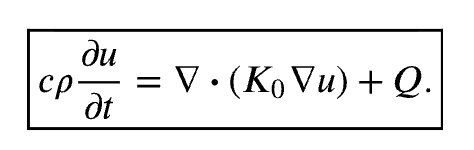 cρ ∂u/∂t = ∇ · (K₀ ∇u) + Q.